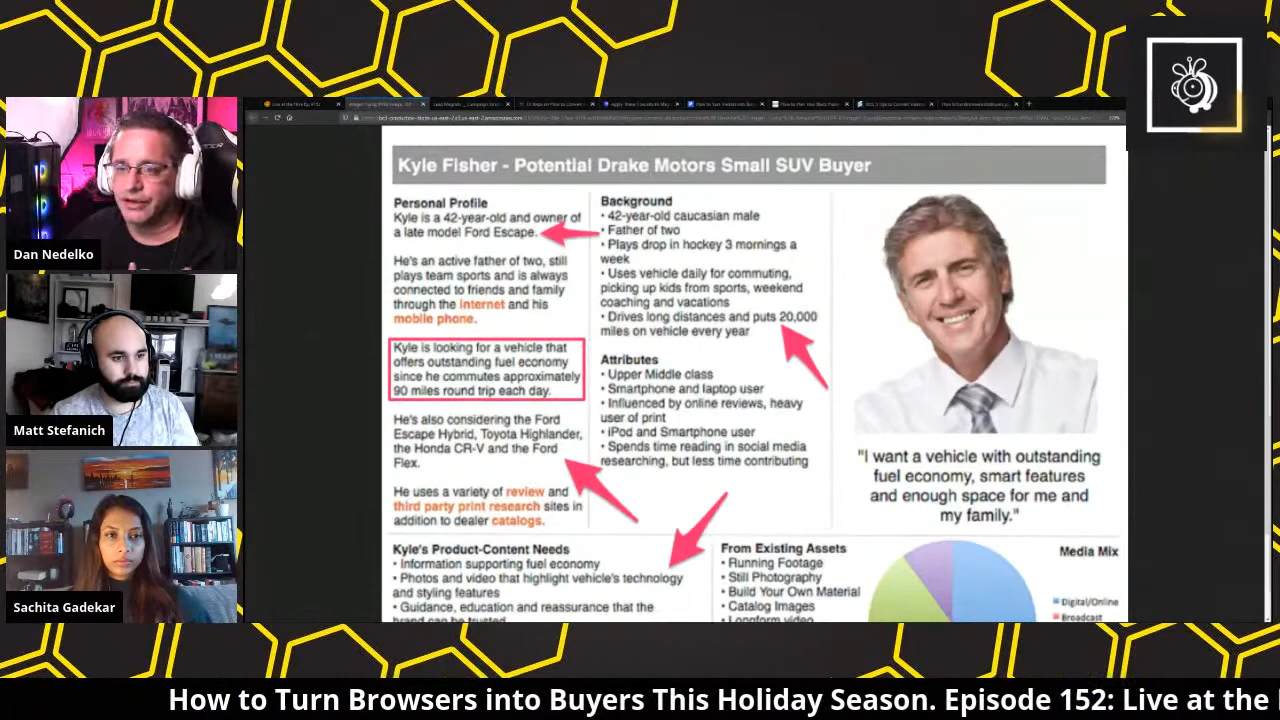 Dan Nedelko
Matt Stefanich
Sachita Gadekar
Kyle Fisher - Potential Drake Motors Small SUV Buyer
Personal Profile
Kyle is a 42-year-old and owner of
a late model Ford Escape.
He's an active father of two, still
plays team sports and is always
connected to friends and family
through the internet and his
mobile phone.
Kyle is looking for a vehicle that
offers outstanding fuel economy
since he commutes approximately
90 miles round trip each day.
He's also considering the Ford
Escape Hybrid, Toyota Highlander,
the Honda CR-V and the Ford
Flex.
He uses a variety of review and
third party print research sites in
addition to dealer catalogs.
Background
• 42-year-old caucasian male
• Father of two
• Plays drop in hockey 3 mornings a
week
• Uses vehicle daily for commuting,
picking up kids from sports, weekend
coaching and vacations
• Drives long distances and puts 20,000
miles on vehicle every year
Attributes
• Upper Middle class
• Smartphone and laptop user
• Influenced by online reviews, heavy
user of print
• iPod and Smartphone user
• Spends time reading in social media
researching, but less time contributing
"I want a vehicle with outstanding
fuel economy, smart features
and enough space for me and
my family."
Kyle's Product-Content Needs
• Information supporting fuel economy
• Photos and video that highlight vehicle's technology
and styling features
• Guidance, education and reassurance that the
brand can be trusted
From Existing Assets
• Running Footage
• Still Photography
• Build Your Own Material
• Catalog Images
• Longform video
Media Mix
Digital/Online
Broadcast
How to Turn Browsers into Buyers This Holiday Season. Episode 152: Live at the